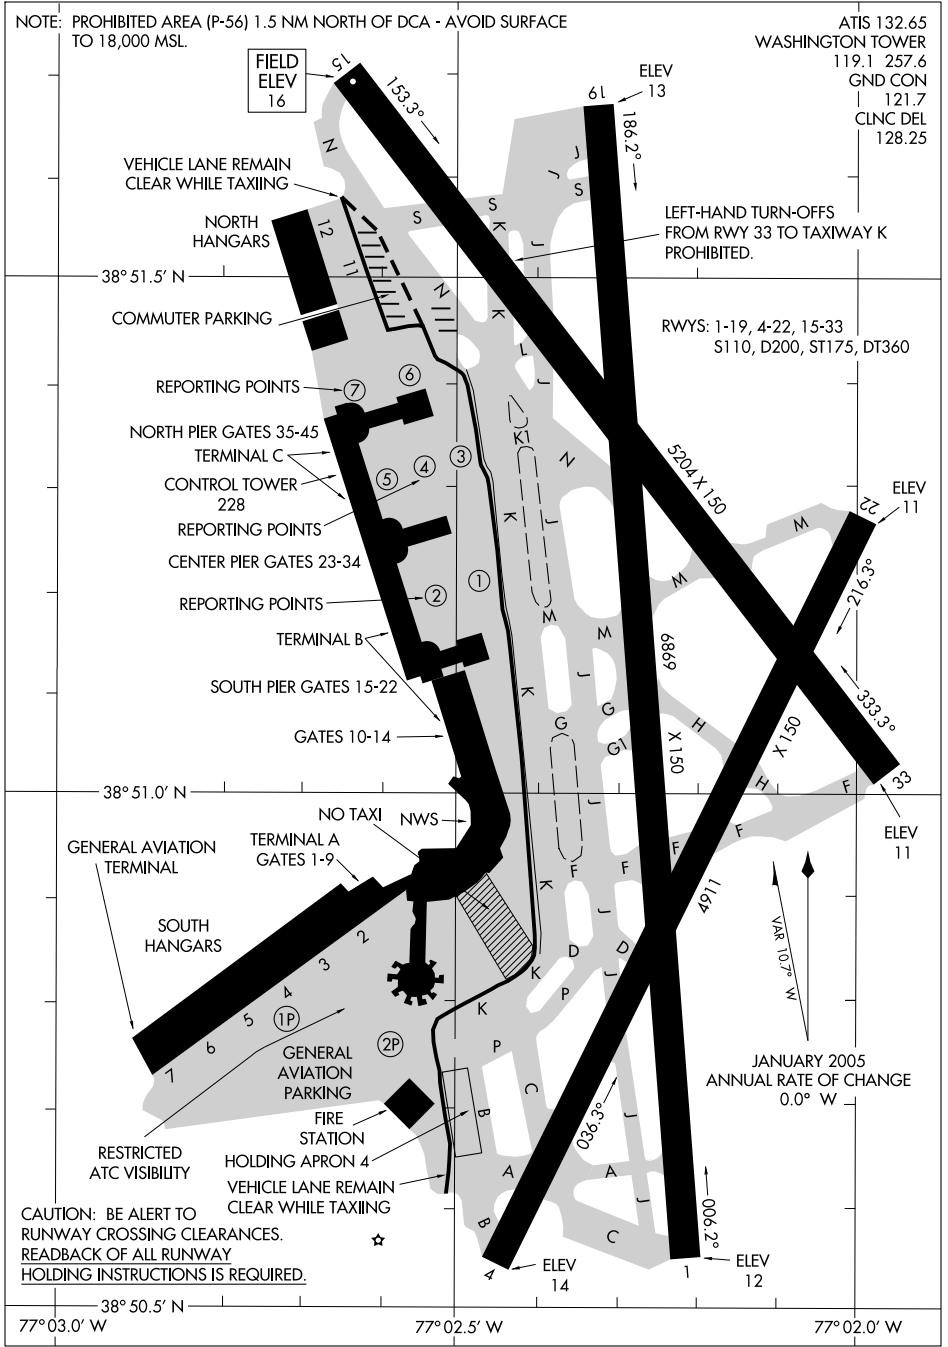 NOTE: PROHIBITED AREA (P-56) 1.5 NM NORTH OF DCA - AVOID SURFACE
TO 18,000 MSL.
ATIS 132.65
WASHINGTON TOWER
119.1 257.6
GND CON
121.7
CLNC DEL
128.25
FIELD
ELEV
16
15
153.3°
19
ELEV
13
186.2°
N
J
J
S
VEHICLE LANE REMAIN
CLEAR WHILE TAXIING
NORTH
HANGARS
12
11
S
S
K
J
LEFT-HAND TURN-OFFS
FROM RWY 33 TO TAXIWAY K
PROHIBITED.
38°51.5' N
N
K
COMMUTER PARKING
RWYS: 1-19, 4-22, 15-33
S110, D200, ST175, DT360
L
J
REPORTING POINTS
7
6
NORTH PIER GATES 35-45
TERMINAL C
K1
3
N
5204 X 150
CONTROL TOWER
228
5
4
ELEV
11
22
REPORTING POINTS
K
J
M
CENTER PIER GATES 23-34
216.3°
REPORTING POINTS
2
1
M
M
M
TERMINAL B
6869
X 150
SOUTH PIER GATES 15-22
K
J
G
333.3°
GATES 10-14
G
G1
H
X 150
38°51.0' N
J
H
F
33
NO TAXI
NWS
F
ELEV
11
GENERAL AVIATION
TERMINAL
TERMINAL A
GATES 1-9
F
F
F
K
4911
SOUTH
HANGARS
2
3
J
D
D
VAR 10.7° W
4
K
J
P
5
1P
K
6
2P
P
7
GENERAL
AVIATION
PARKING
JANUARY 2005
ANNUAL RATE OF CHANGE
0.0° W
C
FIRE
STATION
B
J
036.3°
RESTRICTED
ATC VISIBILITY
HOLDING APRON 4
A
A
VEHICLE LANE REMAIN
CLEAR WHILE TAXIING
J
006.2°
B
C
CAUTION: BE ALERT TO
RUNWAY CROSSING CLEARANCES.
READBACK OF ALL RUNWAY
HOLDING INSTRUCTIONS IS REQUIRED.
4
ELEV
14
1
ELEV
12
38°50.5' N
77°03.0' W
77°02.5' W
77°02.0' W